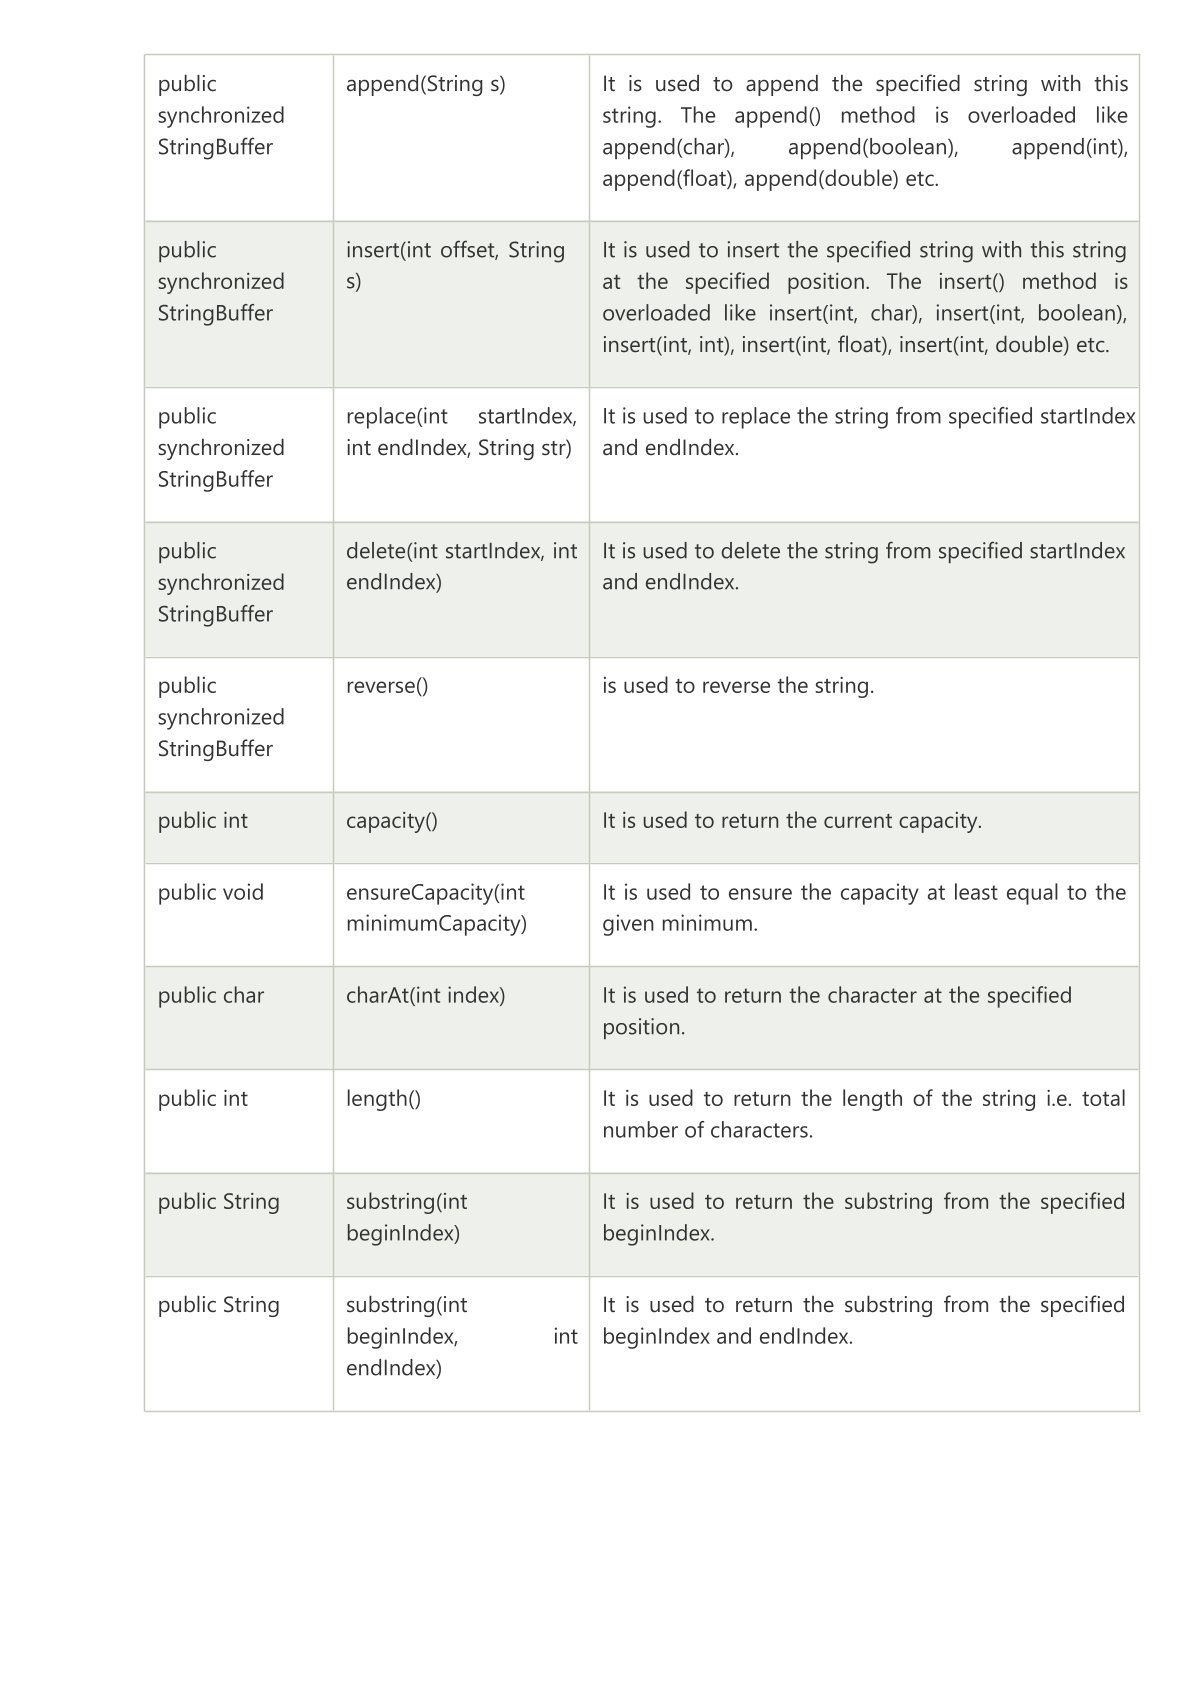 public
synchronized
StringBuffer
append(String s)
It is used to append the specified string with this
string. The append() method is overloaded like
append(char), append(boolean), append(int),
append(float), append(double) etc.
public
synchronized
StringBuffer
insert(int offset, String
s)
It is used to insert the specified string with this string
at the specified position. The insert() method is
overloaded like insert(int, char), insert(int, boolean),
insert(int, int), insert(int, float), insert(int, double) etc.
public
synchronized
StringBuffer
replace(int startIndex,
int endIndex, String str)
It is used to replace the string from specified startIndex
and endIndex.
public
synchronized
StringBuffer
delete(int startIndex, int
endIndex)
It is used to delete the string from specified startIndex
and endIndex.
public
synchronized
StringBuffer
reverse()
is used to reverse the string.
public int
capacity()
It is used to return the current capacity.
public void
ensureCapacity(int
minimumCapacity)
It is used to ensure the capacity at least equal to the
given minimum.
public char
charAt(int index)
It is used to return the character at the specified
position.
public int
length()
It is used to return the length of the string i.e. total
number of characters.
public String
substring(int
beginIndex)
It is used to return the substring from the specified
beginIndex.
public String
substring(int
beginIndex, int
endIndex)
It is used to return the substring from the specified
beginIndex and endIndex.